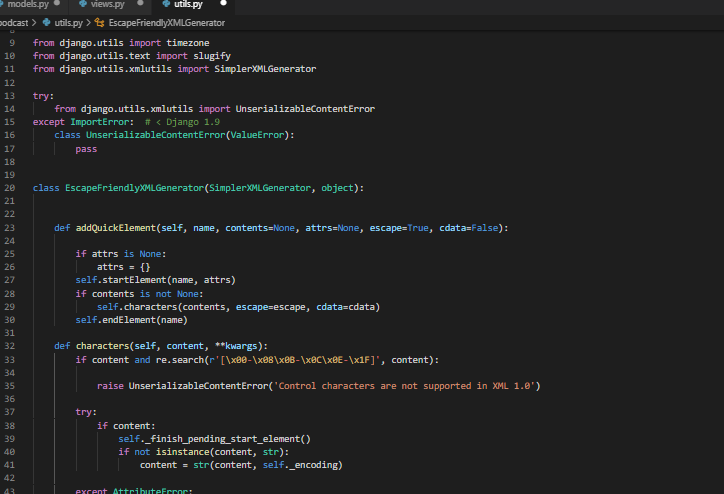 models.py ● views.py ● utils.py ●
podcast > utils.py > EscapeFriendlyXMLGenerator
8
9 from django.utils import timezone
10 from django.utils.text import slugify
11 from django.utils.xmlutils import SimplerXMLGenerator
12
13 try:
14     from django.utils.xmlutils import UnserializableContentError
15 except ImportError:  # < Django 1.9
16     class UnserializableContentError(ValueError):
17         pass
18
19
20 class EscapeFriendlyXMLGenerator(SimplerXMLGenerator, object):
21
22
23     def addQuickElement(self, name, contents=None, attrs=None, escape=True, cdata=False):
24
25         if attrs is None:
26             attrs = {}
27         self.startElement(name, attrs)
28         if contents is not None:
29             self.characters(contents, escape=escape, cdata=cdata)
30         self.endElement(name)
31
32     def characters(self, content, **kwargs):
33         if content and re.search(r'[\x00-\x08\x0B-\x0C\x0E-\x1F]', content):
34
35             raise UnserializableContentError('Control characters are not supported in XML 1.0')
36
37         try:
38             if content:
39                 self._finish_pending_start_element()
40                 if not isinstance(content, str):
41                     content = str(content, self._encoding)
42
43         except AttributeError: